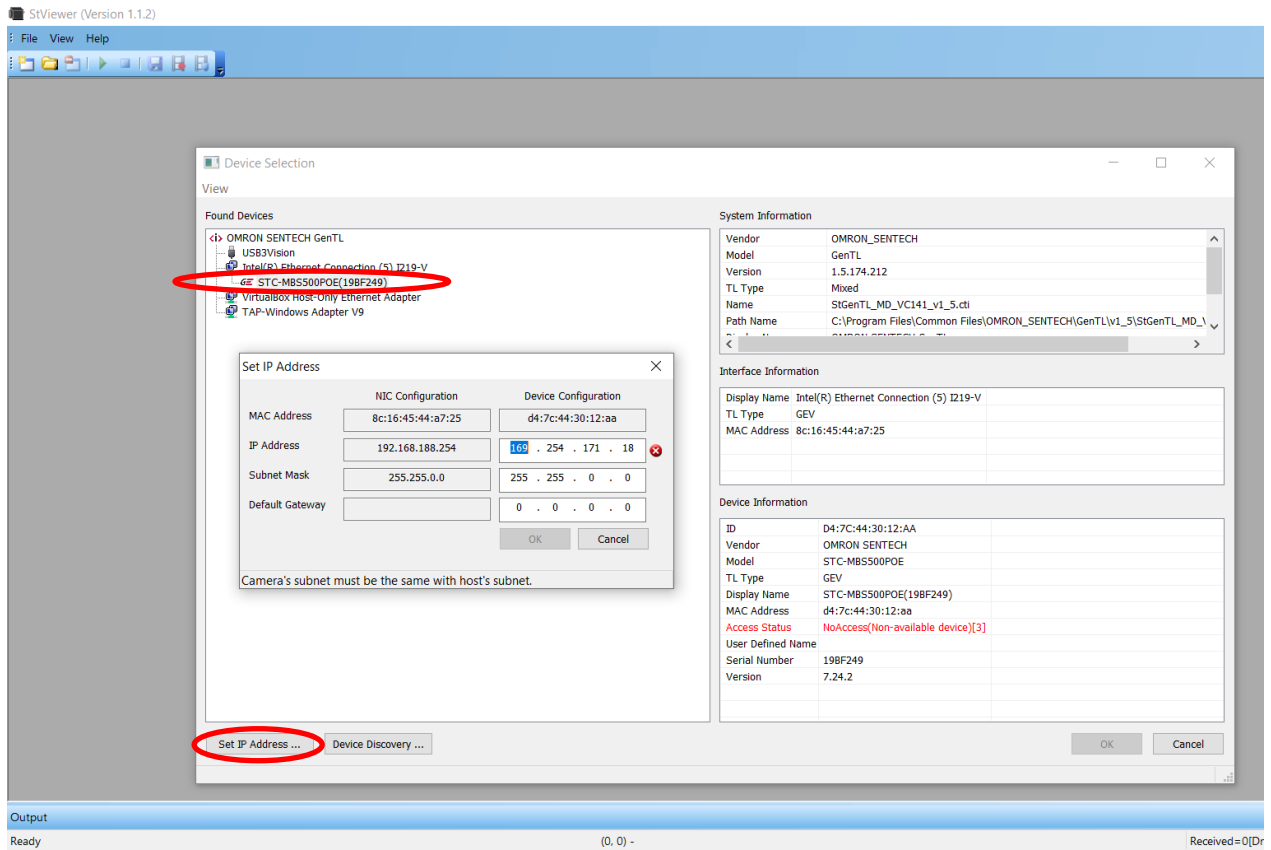 StViewer (Version 1.1.2)
File View Help
Device Selection
View
Found Devices
OMRON SENTECH GenTL
USB3Vision
Intel(R) Ethernet Connection (5) I219-V
STC-MBS500POE(19BF249)
VirtualBox Host-Only Ethernet Adapter
TAP-Windows Adapter V9
Set IP Address
NIC Configuration Device Configuration
MAC Address 8c:16:45:44:a7:25 d4:7c:44:30:12:aa
IP Address 192.168.188.254 169 . 254 . 171 . 18
Subnet Mask 255.255.0.0 255 . 255 . 0 . 0
Default Gateway 0 . 0 . 0 . 0
OK Cancel
Camera's subnet must be the same with host's subnet.
Set IP Address ... Device Discovery ...
System Information
Vendor OMRON_SENTECH
Model GenTL
Version 1.5.174.212
TL Type Mixed
Name StGenTL_MD_VC141_v1_5.cti
Path Name C:\Program Files\Common Files\OMRON_SENTECH\GenTL\v1_5\StGenTL_MD_\
Interface Information
Display Name Intel(R) Ethernet Connection (5) I219-V
TL Type GEV
MAC Address 8c:16:45:44:a7:25
Device Information
ID D4:7C:44:30:12:AA
Vendor OMRON SENTECH
Model STC-MBS500POE
TL Type GEV
Display Name STC-MBS500POE(19BF249)
MAC Address d4:7c:44:30:12:aa
Access Status NoAccess(Non-available device)[3]
User Defined Name
Serial Number 19BF249
Version 7.24.2
OK Cancel
Output
Ready (0, 0) - Received=0[Dr